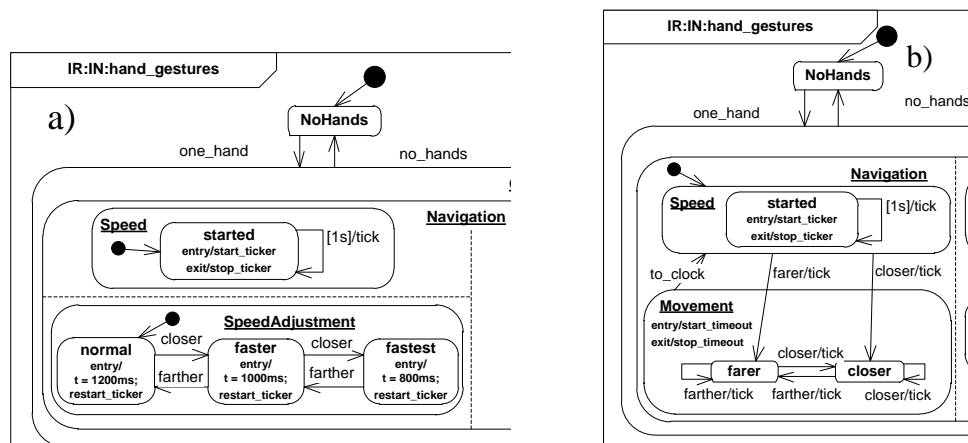 IR:IN:hand_gestures
a)
NoHands
one_hand
no_hands
Navigation
Speed
started
entry/start_ticker
exit/stop_ticker
[1s]/tick
SpeedAdjustment
normal
entry/
t = 1200ms;
restart_ticker
closer
farther
faster
entry/
t = 1000ms;
restart_ticker
closer
farther
fastest
entry/
t = 800ms;
restart_ticker
IR:IN:hand_gestures
b)
NoHands
one_hand
no_hands
Navigation
Speed
started
entry/start_ticker
exit/stop_ticker
[1s]/tick
to_clock
farer/tick
closer/tick
Movement
entry/start_timeout
exit/stop_timeout
closer/tick
farer
closer
farther/tick
farther/tick
closer/tick